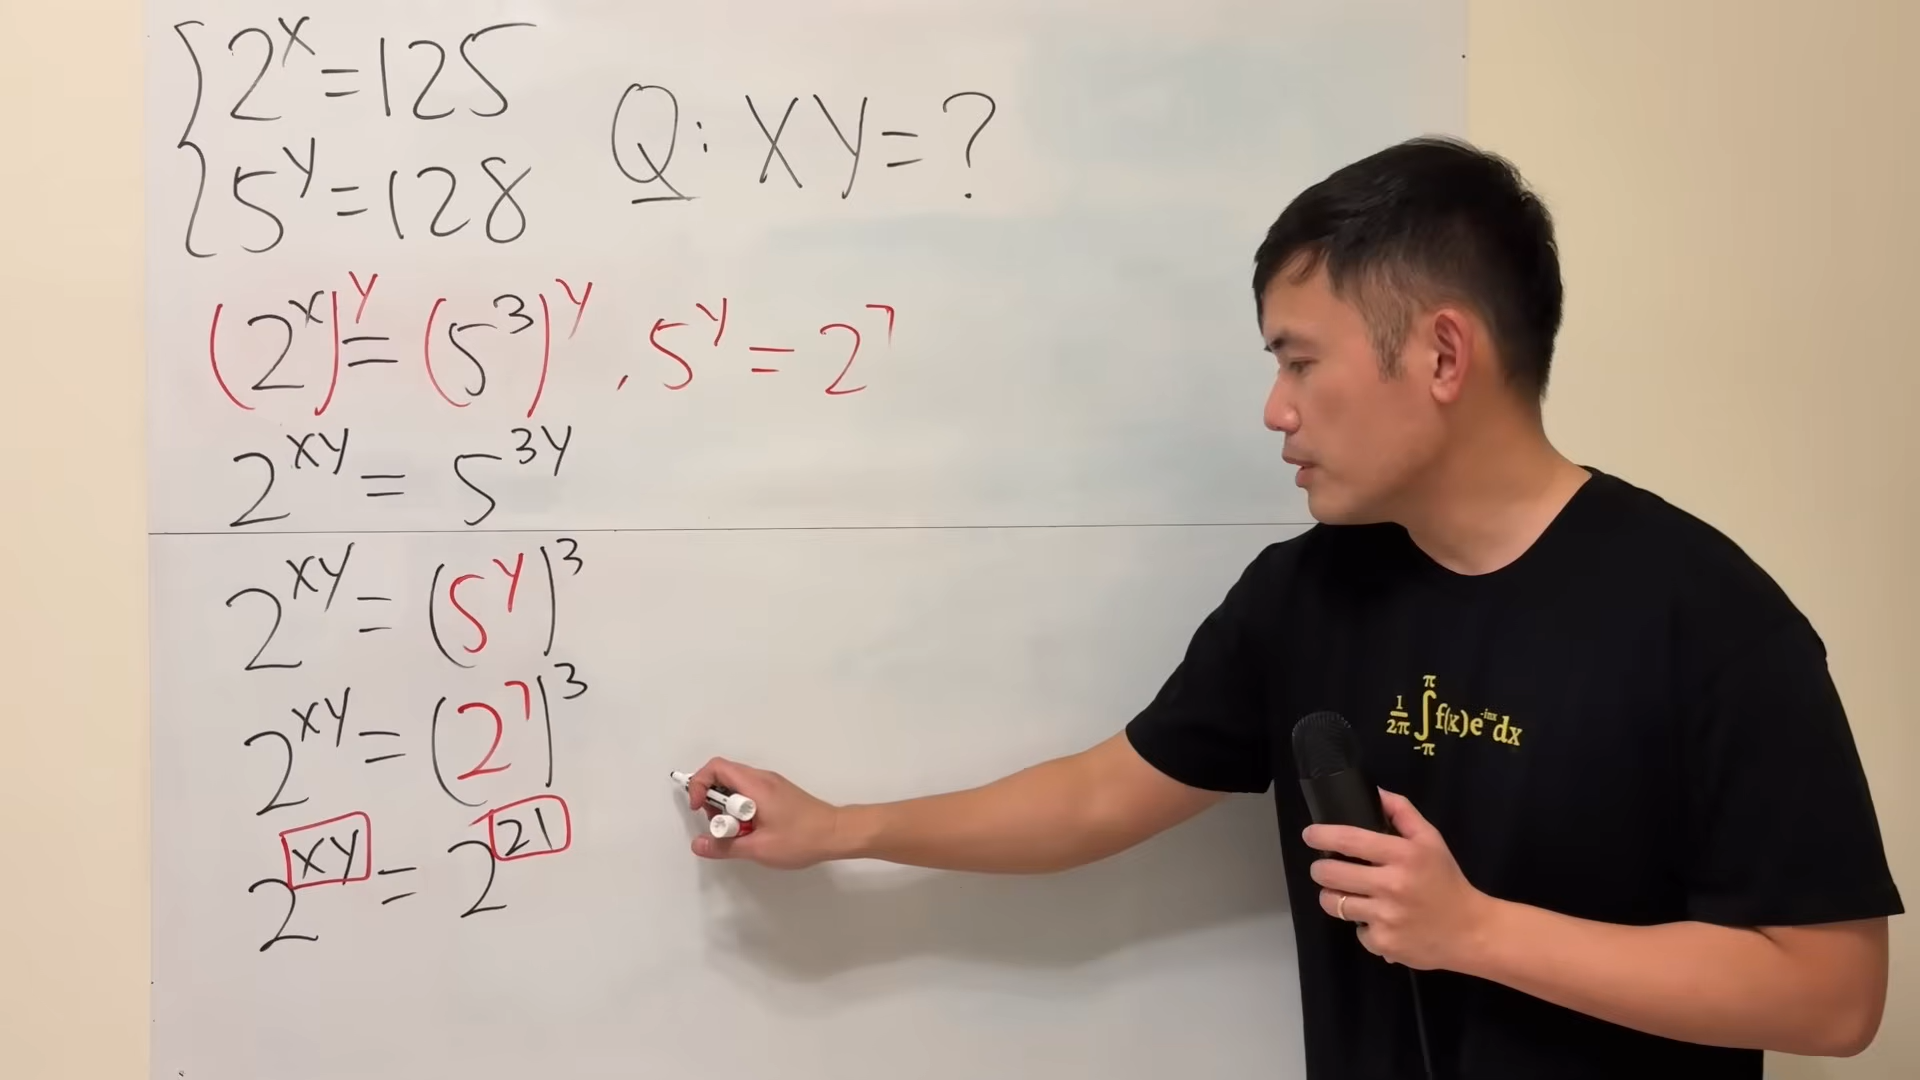 2^x = 125
5^y = 128
Q: xy = ?
(2^x)^y = (5^3)^y , 5^y = 2^7
2^xy = 5^3y
2^xy = (5^y)^3
2^xy = (2^7)^3
2^xy = 2^21
1/2π ∫_-π^π f(x)e^-inx dx